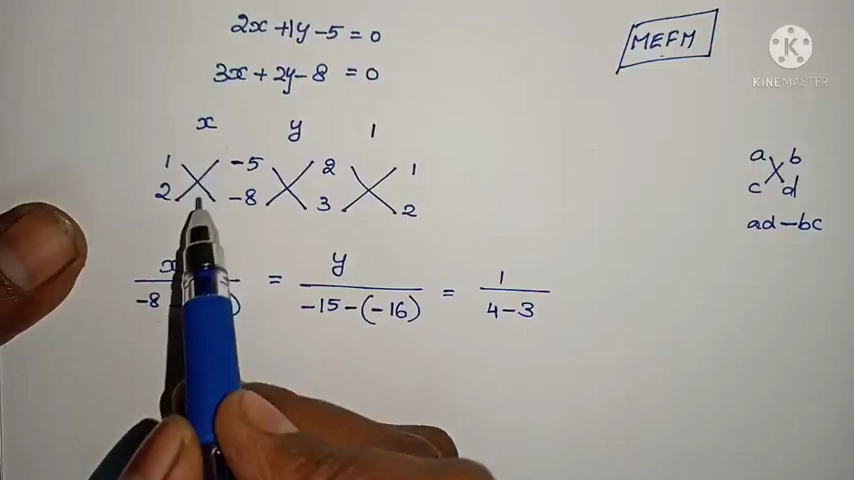 2x + 1y - 5 = 0
MEFM
KINEMASTER
3x + 2y - 8 = 0
x y 1
1 -5 2 1
2 -8 3 2
a b
c d
ad - bc
x/-8 = y/-15-(-16) = 1/4-3